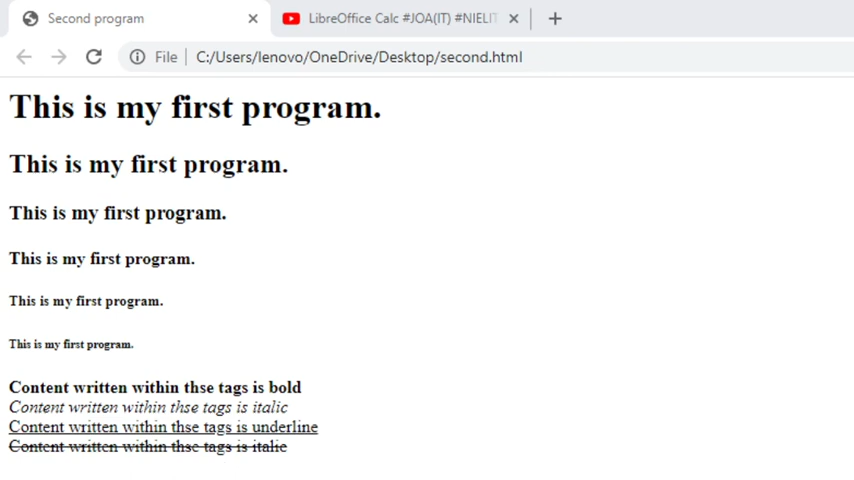 Second program
LibreOffice Calc #JOA(IT) #NIELIT
File
C:/Users/lenovo/OneDrive/Desktop/second.html
This is my first program.
This is my first program.
This is my first program.
This is my first program.
This is my first program.
This is my first program.
Content written within thse tags is bold
Content written within thse tags is italic
Content written within thse tags is underline
Content written within thse tags is italic